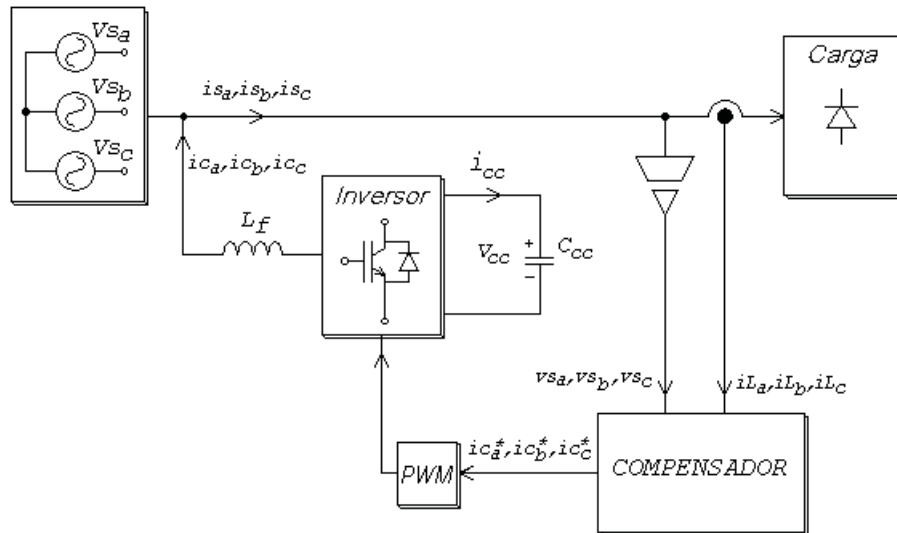 Vsa
Vsb
Vsc
isa,isb,isc
ica,icb,icc
Lf
Inversor
icc
Vcc
+
−
Ccc
Carga
vsa,vsb,vsc
iLa,iLb,iLc
ica*,icb*,icc*
PWM
COMPENSADOR